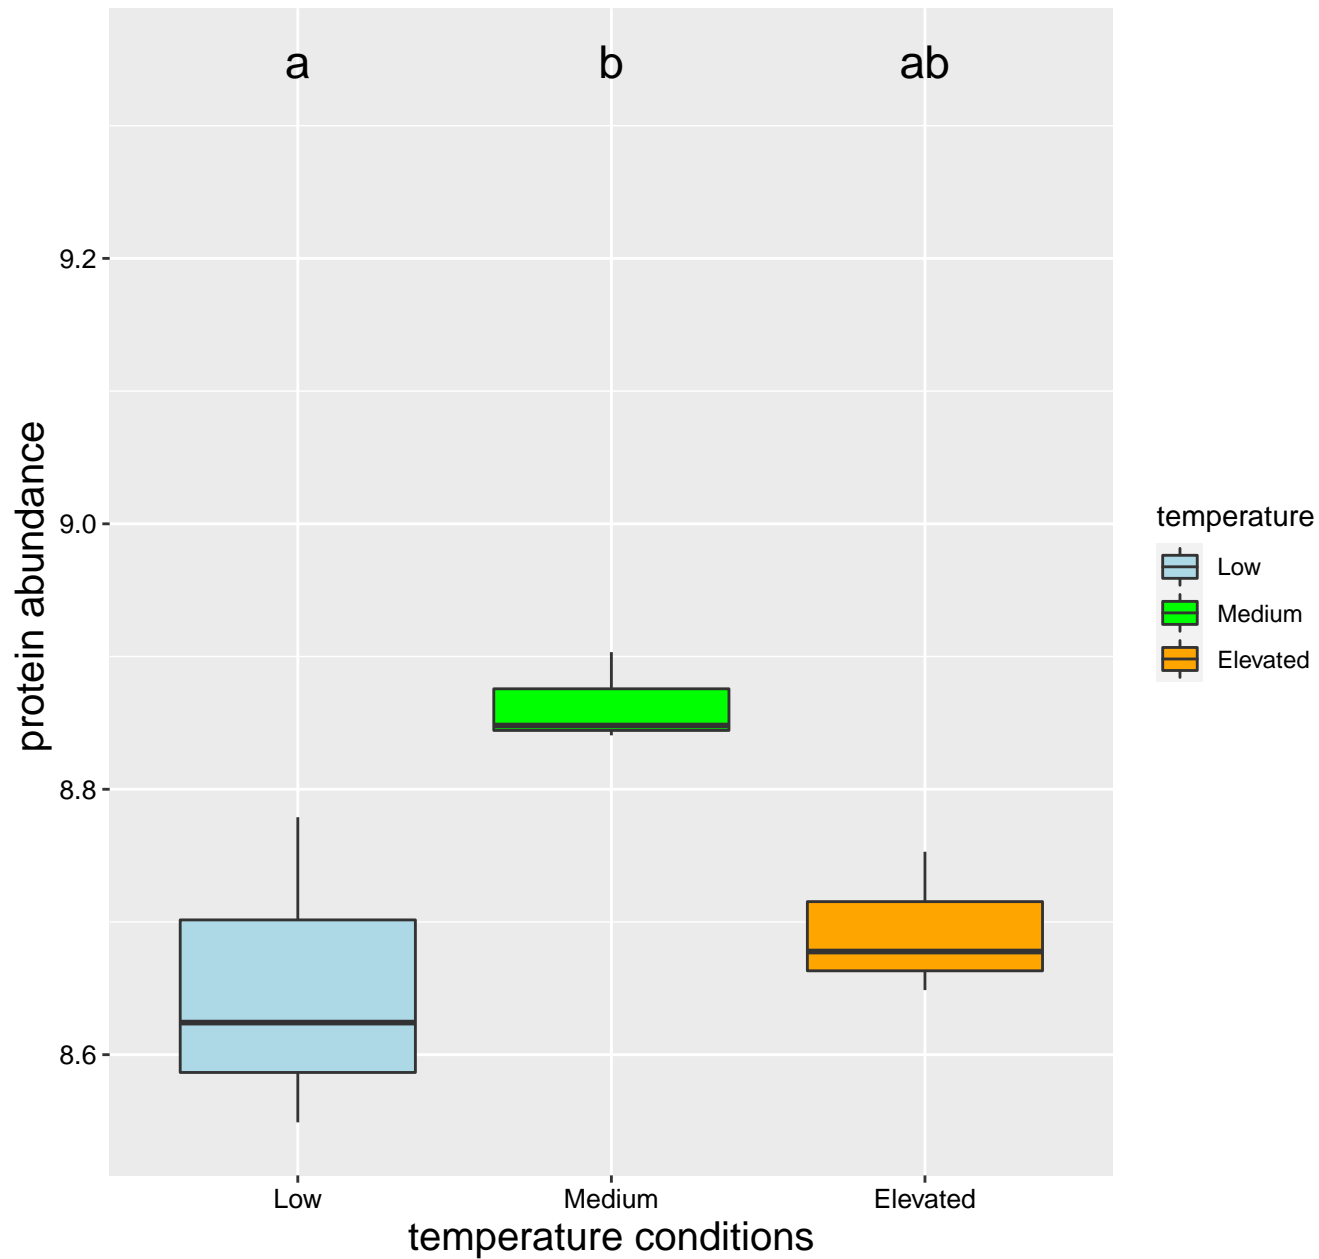 a b ab
9.2
9.0
8.8
8.6
protein abundance
Low Medium Elevated
temperature conditions
temperature
Low
Medium
Elevated